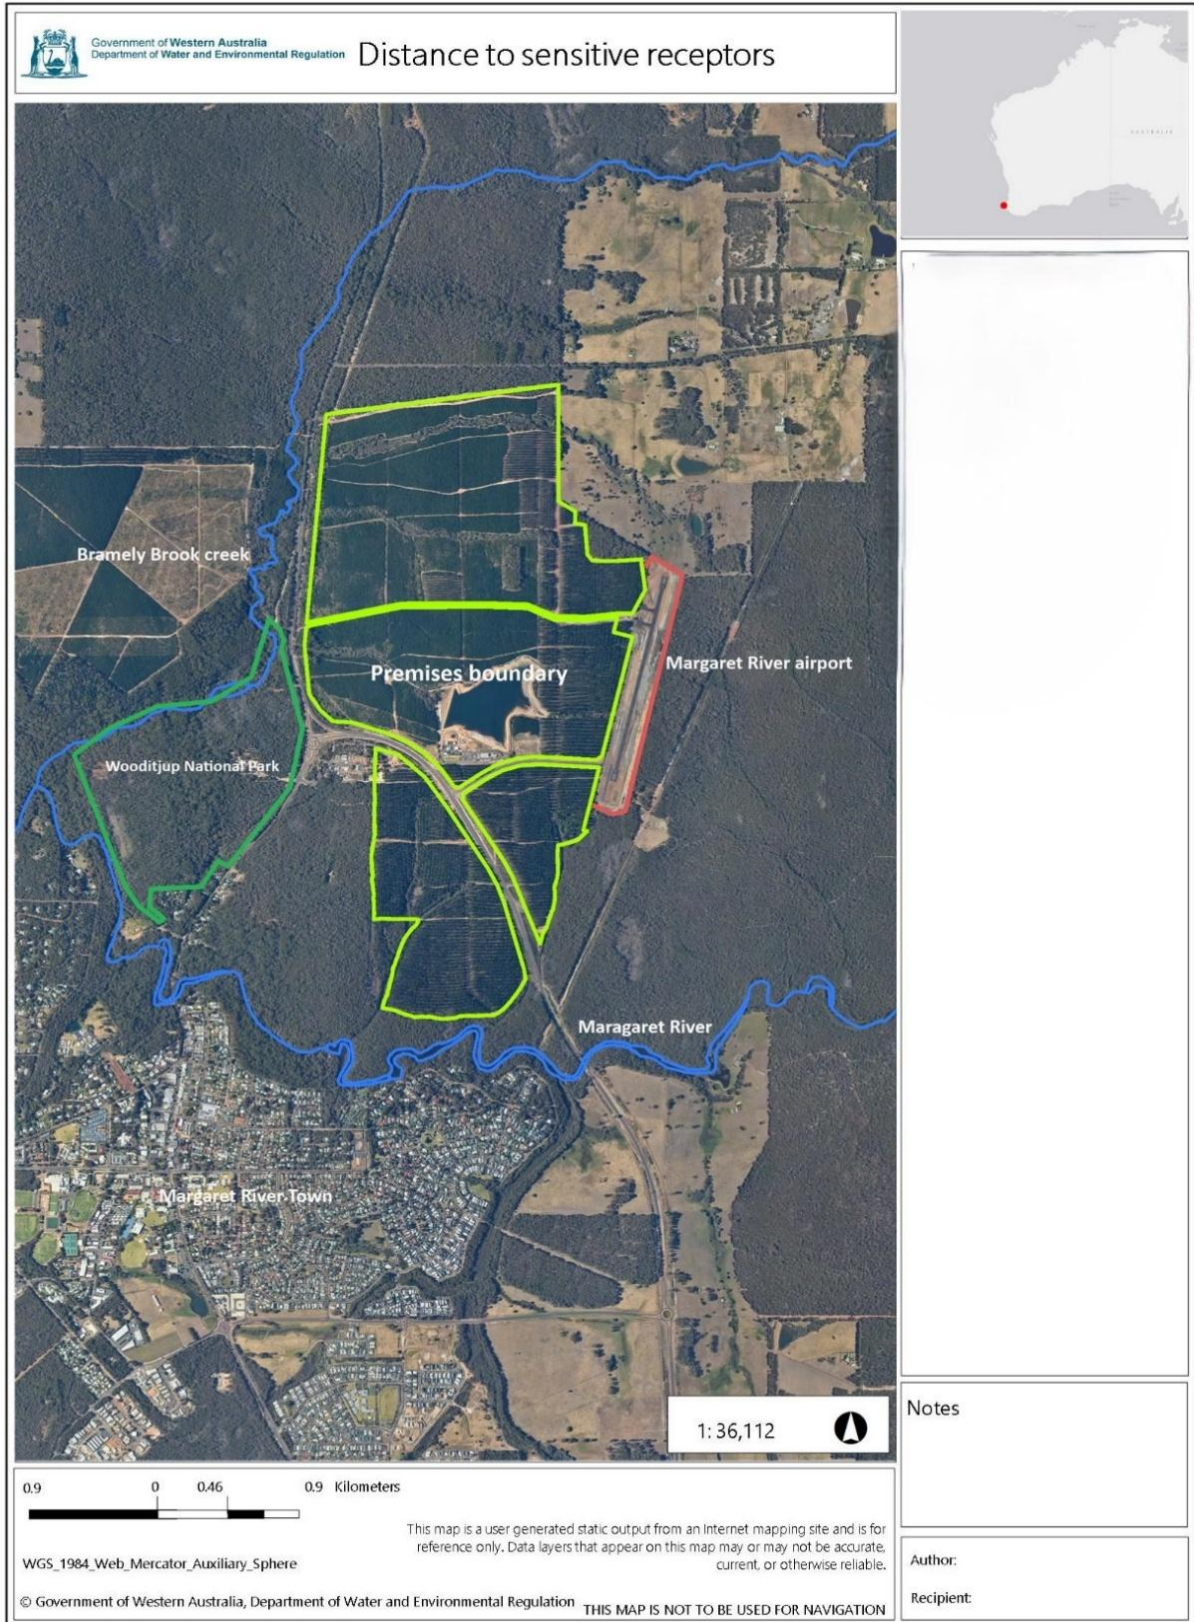 Government of Western Australia
Department of Water and Environmental Regulation
Distance to sensitive receptors
AUSTRALIA
Bramely Brook creek
Premises boundary
Margaret River airport
Wooditjup National Park
Maragaret River
Margaret River Town
1: 36,112
Notes
0.9 0 0.46 0.9 Kilometers
This map is a user generated static output from an Internet mapping site and is for
reference only. Data layers that appear on this map may or may not be accurate,
current, or otherwise reliable.
WGS_1984_Web_Mercator_Auxiliary_Sphere
© Government of Western Australia, Department of Water and Environmental Regulation
THIS MAP IS NOT TO BE USED FOR NAVIGATION
Author:
Recipient: